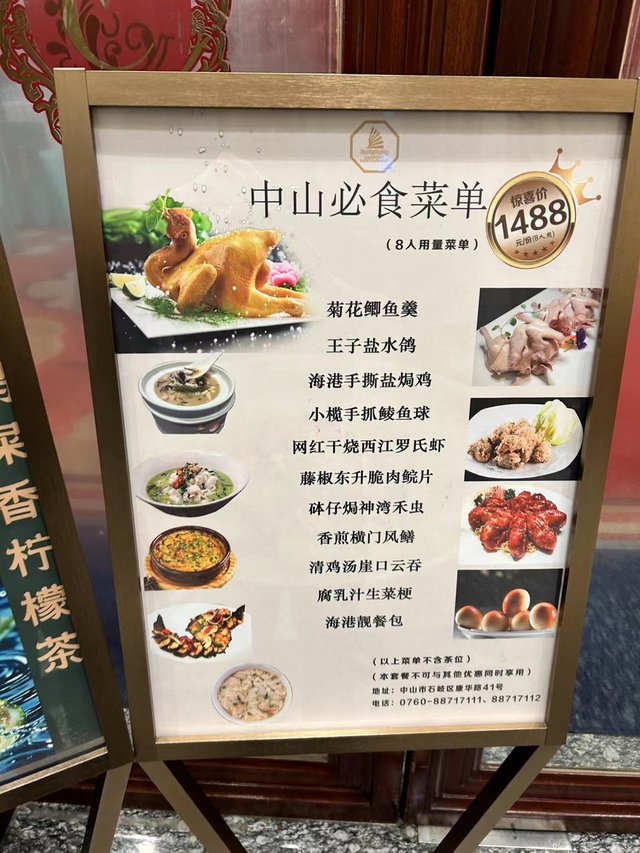 中山必食菜单
惊喜价
1488
元/份(8人用)
(8人用量菜单)
菊花鲫鱼羹
王子盐水鸽
海港手撕盐焗鸡
小榄手抓鲮鱼球
网红干烧西江罗氏虾
藤椒东升脆肉鲩片
砵仔焗神湾禾虫
香煎横门风鳝
清鸡汤崖口云吞
腐乳汁生菜梗
海港靓餐包
(以上菜单不含茶位)
(本套餐不可与其他优惠同时享用)
地址：中山市石岐区康华路41号
电话：0760-88717111、88717112
屎香柠檬茶